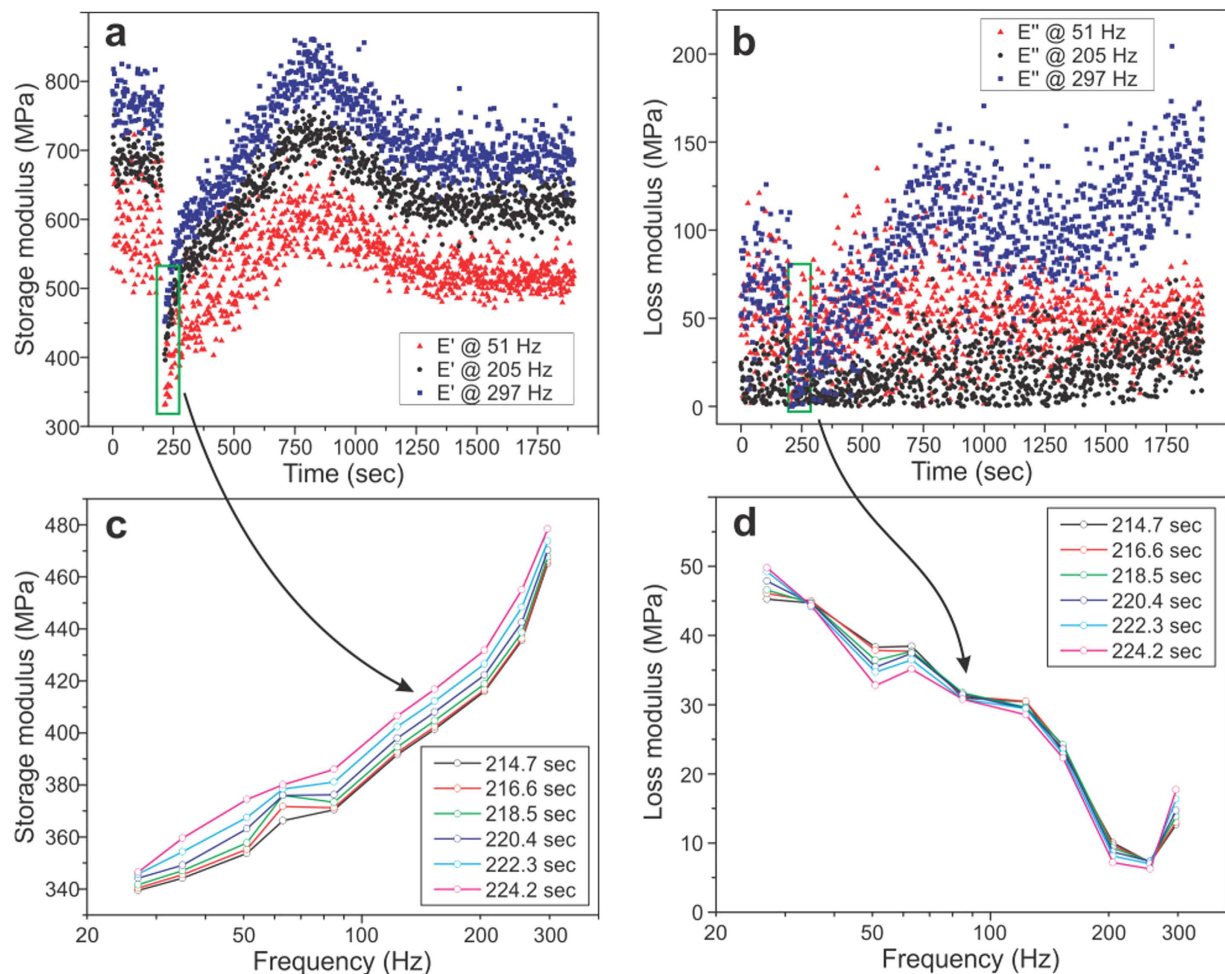 a
Storage modulus (MPa)
800
700
600
500
400
300
0
250
500
750
1000
1250
1500
1750
Time (sec)
E' @ 51 Hz
E' @ 205 Hz
E' @ 297 Hz
b
Loss modulus (MPa)
200
150
100
50
0
0
250
500
750
1000
1250
1500
1750
Time (sec)
E'' @ 51 Hz
E'' @ 205 Hz
E'' @ 297 Hz
c
Storage modulus (MPa)
480
460
440
420
400
380
360
340
20
50
100
200
300
Frequency (Hz)
214.7 sec
216.6 sec
218.5 sec
220.4 sec
222.3 sec
224.2 sec
d
Loss modulus (MPa)
50
40
30
20
10
0
20
50
100
200
300
Frequency (Hz)
214.7 sec
216.6 sec
218.5 sec
220.4 sec
222.3 sec
224.2 sec